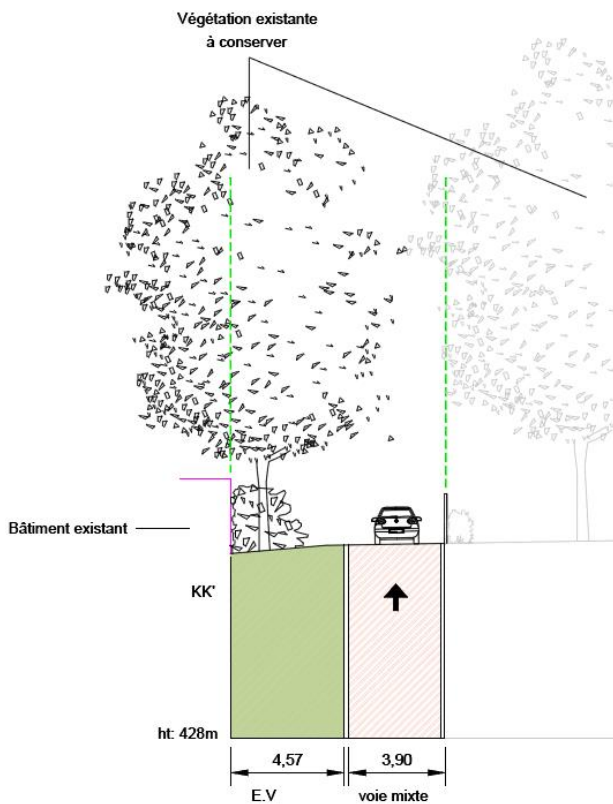 Végétation existante
à conserver
Bâtiment existant
KK'
ht: 428m
4,57
3,90
E.V
voie mixte